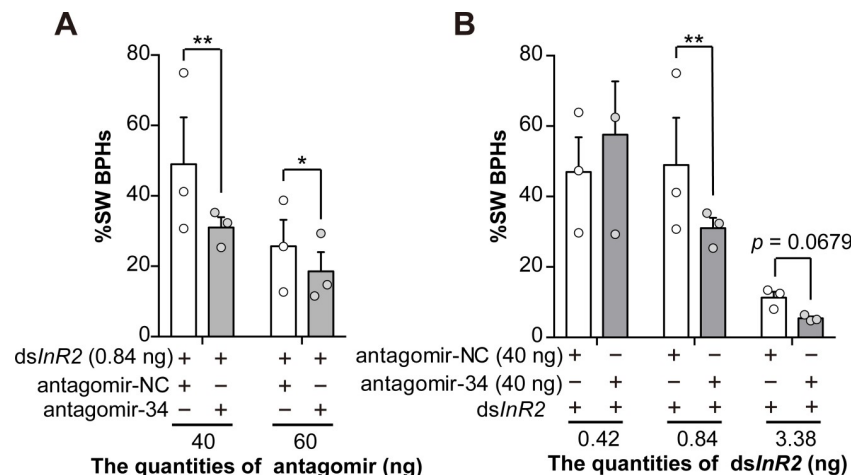 A
B
%SW BPHs
80
60
40
20
0
**
*
dsInR2 (0.84 ng) + + + +
antagomir-NC + − + −
antagomir-34 − + − +
40 60
The quantities of antagomir (ng)
%SW BPHs
80
60
40
20
0
**
p = 0.0679
antagomir-NC (40 ng) + − + − + −
antagomir-34 (40 ng) − + − + − +
dsInR2 + + + + + +
0.42 0.84 3.38
The quantities of dsInR2 (ng)